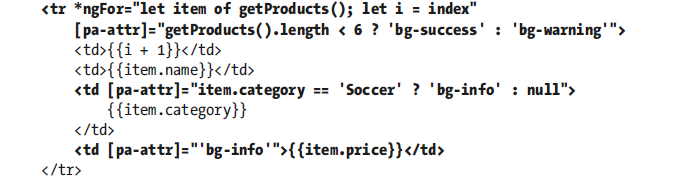 <tr *ngFor="let item of getProducts(); let i = index"
[pa-attr]="getProducts().length < 6 ? 'bg-success' : 'bg-warning'">
<td>{{i + 1}}</td>
<td>{{item.name}}</td>
<td [pa-attr]="item.category == 'Soccer' ? 'bg-info' : null">
{{item.category}}
</td>
<td [pa-attr]="'bg-info'">{{item.price}}</td>
</tr>